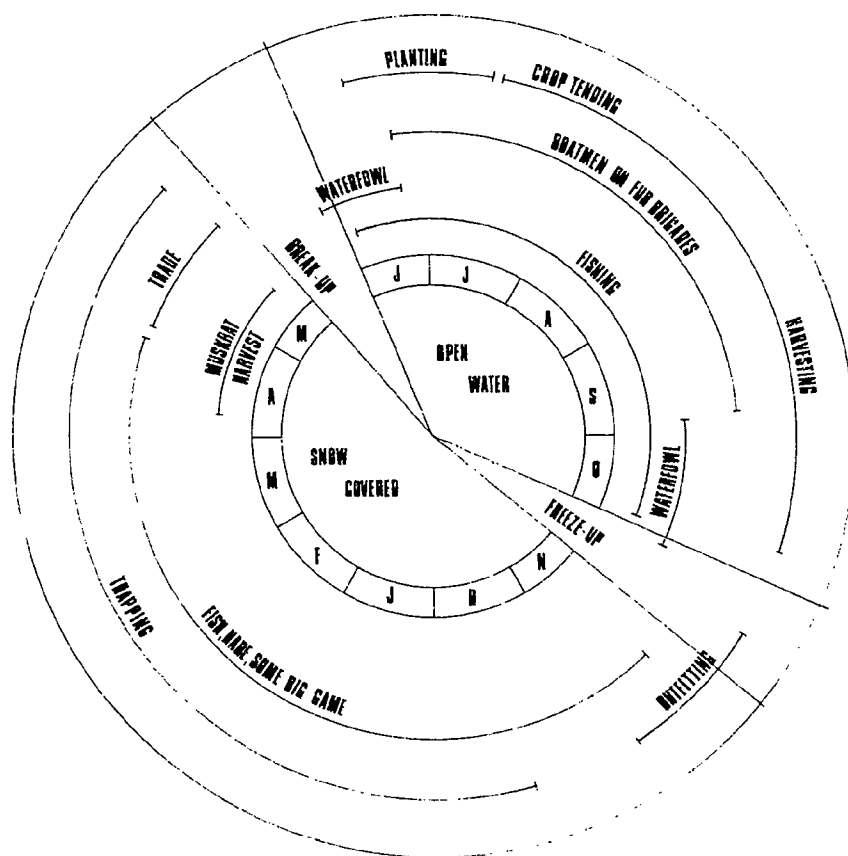 PLANTING
CROP TENDING
BOATMEN ON FUR BRIGADES
WATERFOWL
FISHING
HARVESTING
BREAK-UP
TRADE
MUSKRAT
HARVEST
J
J
A
S
O
N
D
J
F
M
A
M
OPEN
WATER
SNOW
COVERED
WATERFOWL
FREEZE-UP
OUTFITTING
TRAPPING
FISH, HARE, SOME BIG GAME